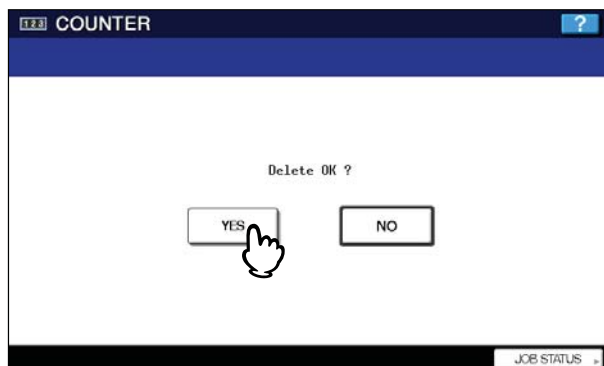 123 COUNTER
?
Delete OK ?
YES
NO
JOB STATUS